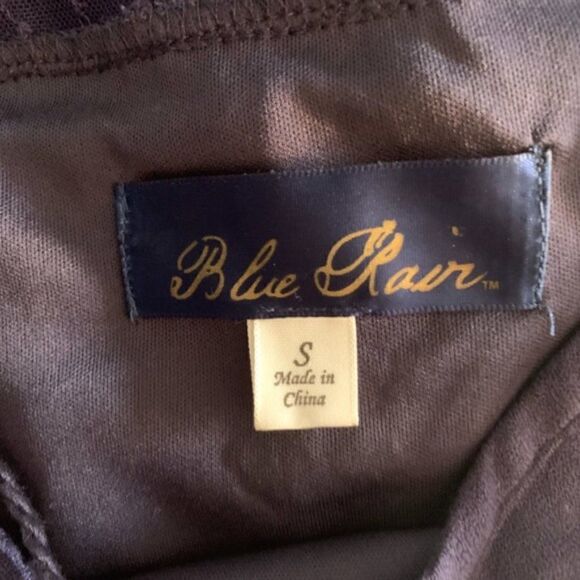 Blue Rain™
S
Made in
China